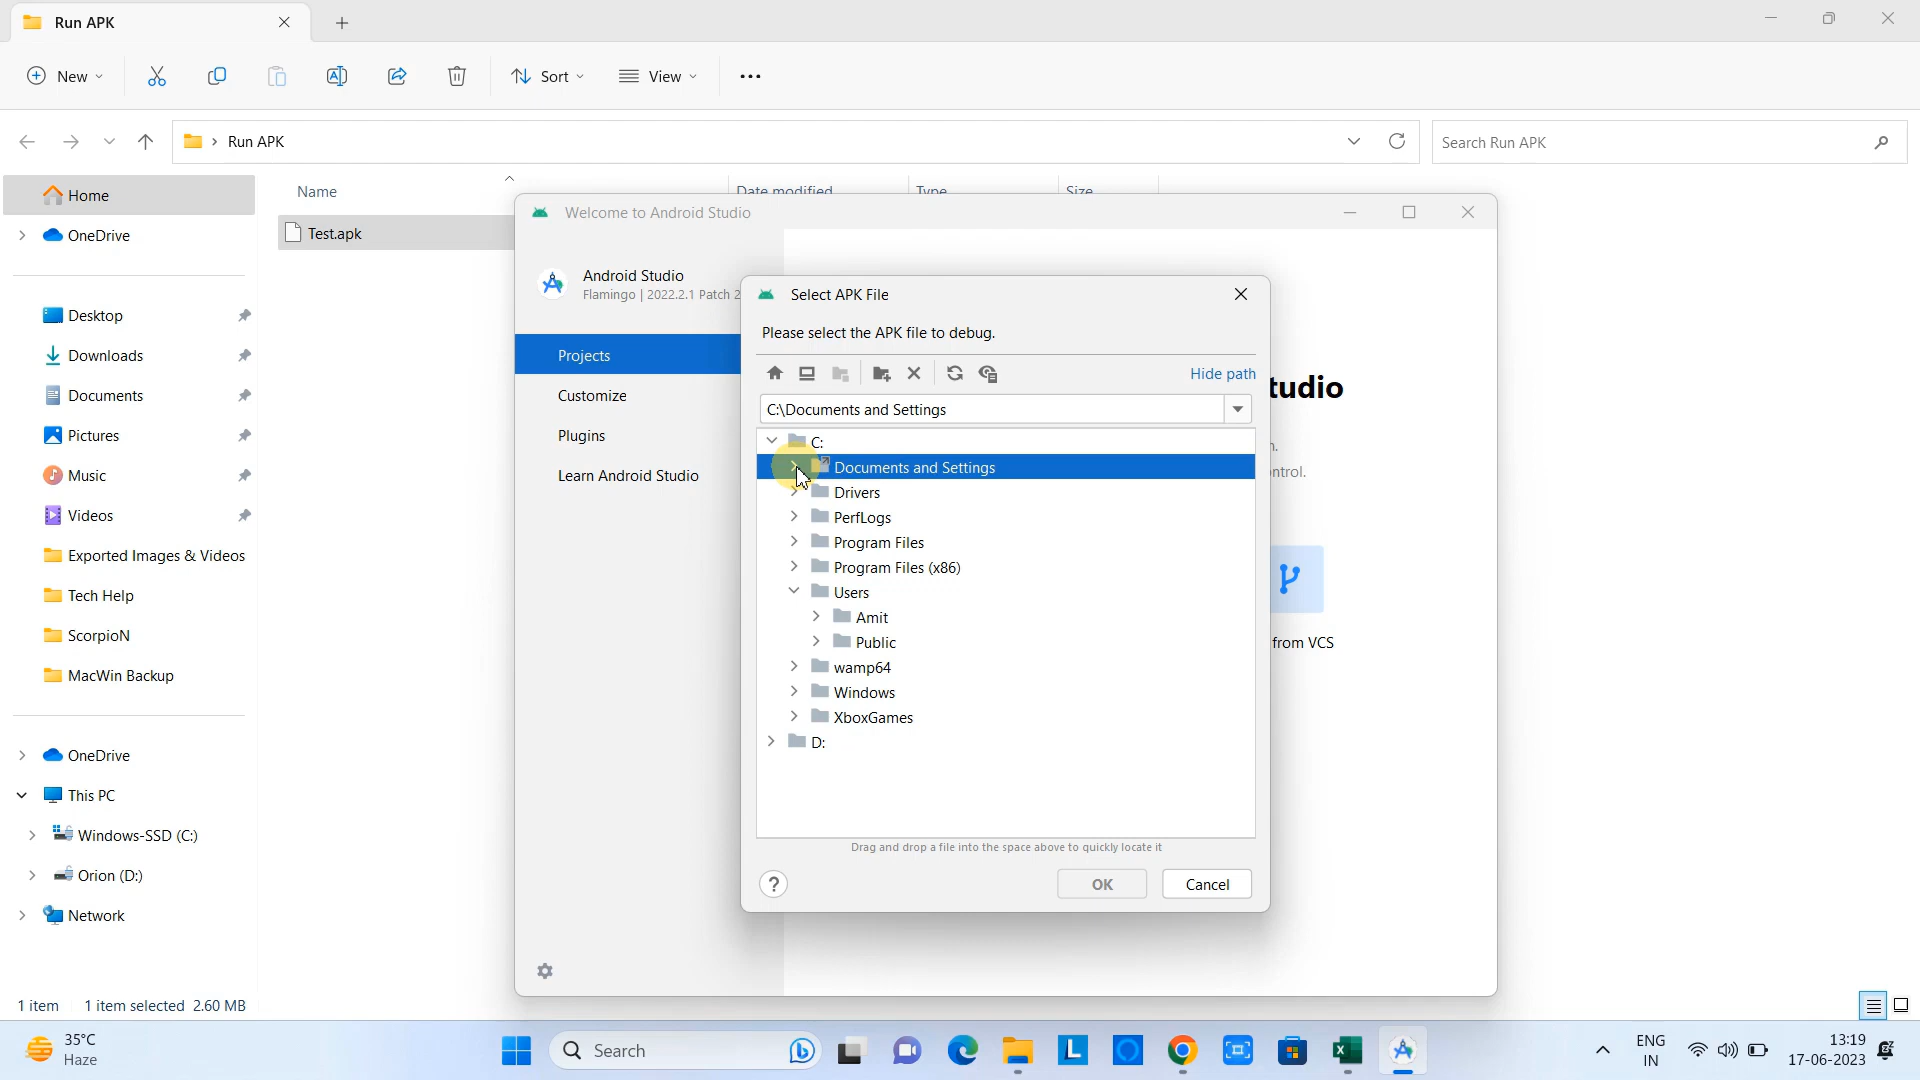 Run APK
New
Sort
View
Run APK
Search Run APK
Home
OneDrive
Desktop
Downloads
Documents
Pictures
Music
Videos
Exported Images & Videos
Tech Help
ScorpioN
MacWin Backup
OneDrive
This PC
Windows-SSD (C:)
Orion (D:)
Network
Name
Date modified
Type
Size
Test.apk
Welcome to Android Studio
Android Studio
Flamingo | 2022.2.1 Patch 2
Projects
Customize
Plugins
Learn Android Studio
tudio
n.
ntrol.
from VCS
Select APK File
Please select the APK file to debug.
Hide path
C:\Documents and Settings
C:
Documents and Settings
Drivers
PerfLogs
Program Files
Program Files (x86)
Users
Amit
Public
wamp64
Windows
XboxGames
D:
Drag and drop a file into the space above to quickly locate it
?
OK
Cancel
1 item
1 item selected 2.60 MB
35°C
Haze
Search
ENG
IN
13:19
17-06-2023